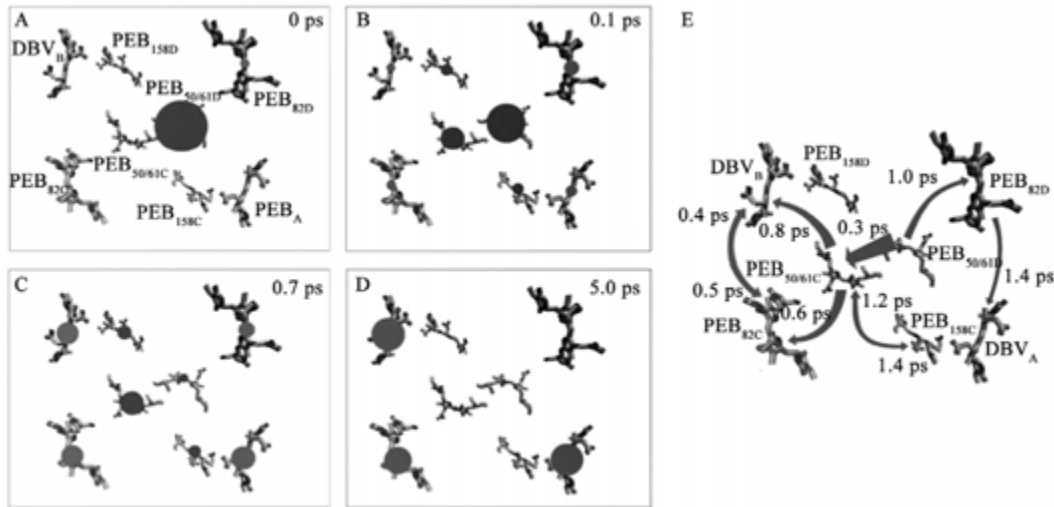 A 0 ps
DBV_B PEB_158D
PEB_50/61D PEB_82D
PEB_82C PEB_50/61C
PEB_158C PEB_A
B 0.1 ps
C 0.7 ps
D 5.0 ps
E
DBV_B PEB_158D 1.0 ps PEB_82D
0.4 ps 0.8 ps 0.3 ps
PEB_50/61C PEB_50/61D
0.5 ps 0.6 ps 1.2 ps 1.4 ps
PEB_82C PEB_158C
1.4 ps DBV_A